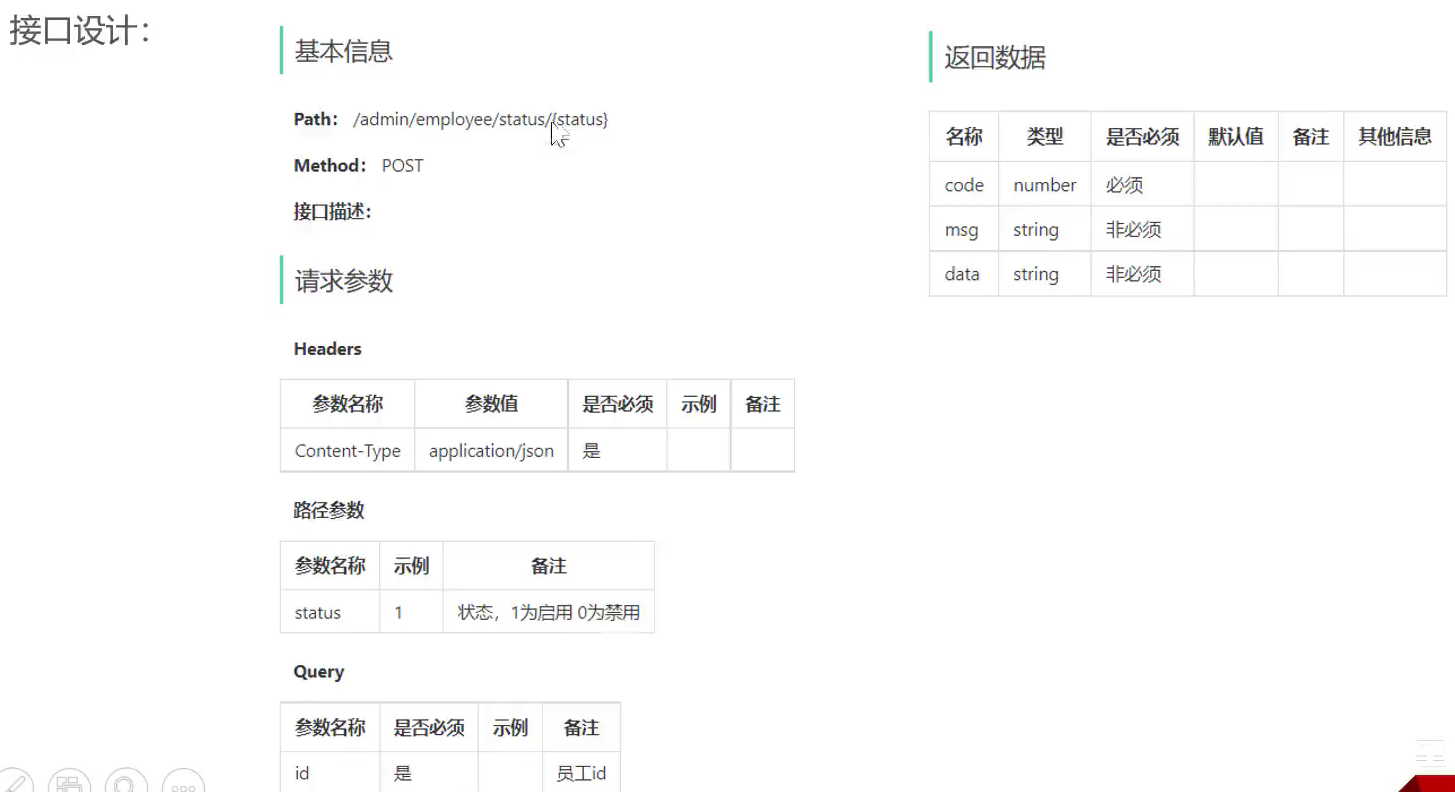 接口设计：
基本信息
Path： /admin/employee/status/{status}
Method： POST
接口描述：
请求参数
Headers
参数名称 参数值 是否必须 示例 备注
Content-Type application/json 是
路径参数
参数名称 示例 备注
status 1 状态，1为启用 0为禁用
Query
参数名称 是否必须 示例 备注
id 是 员工id
返回数据
名称 类型 是否必须 默认值 备注 其他信息
code number 必须
msg string 非必须
data string 非必须